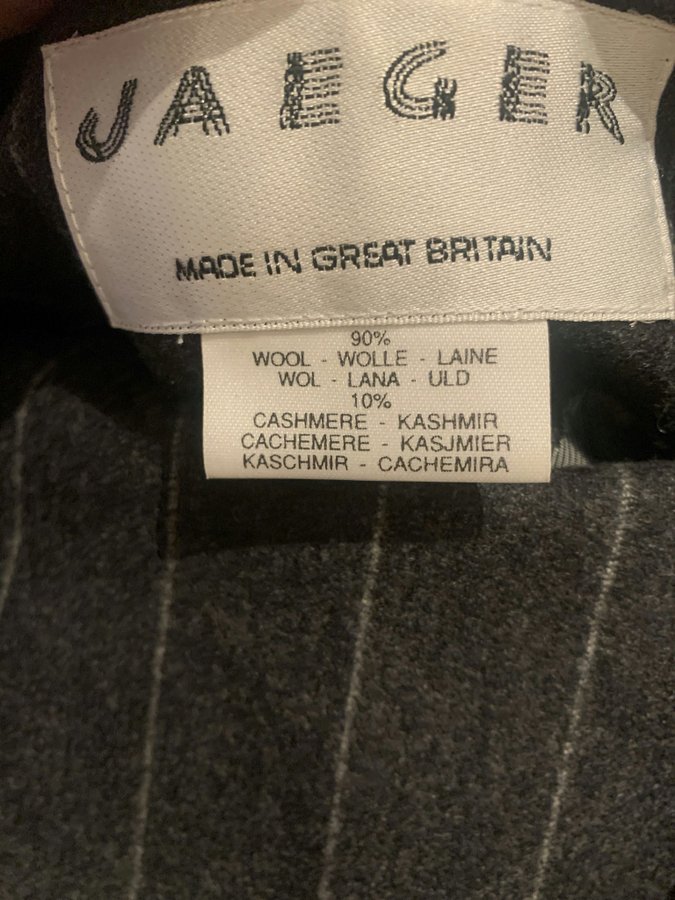 JAEGER
MADE IN GREAT BRITAIN
90%
WOOL - WOLLE - LAINE
WOL - LANA - ULD
10%
CASHMERE - KASHMIR
CACHEMERE - KASJMIER
KASCHMIR - CACHEMIRA